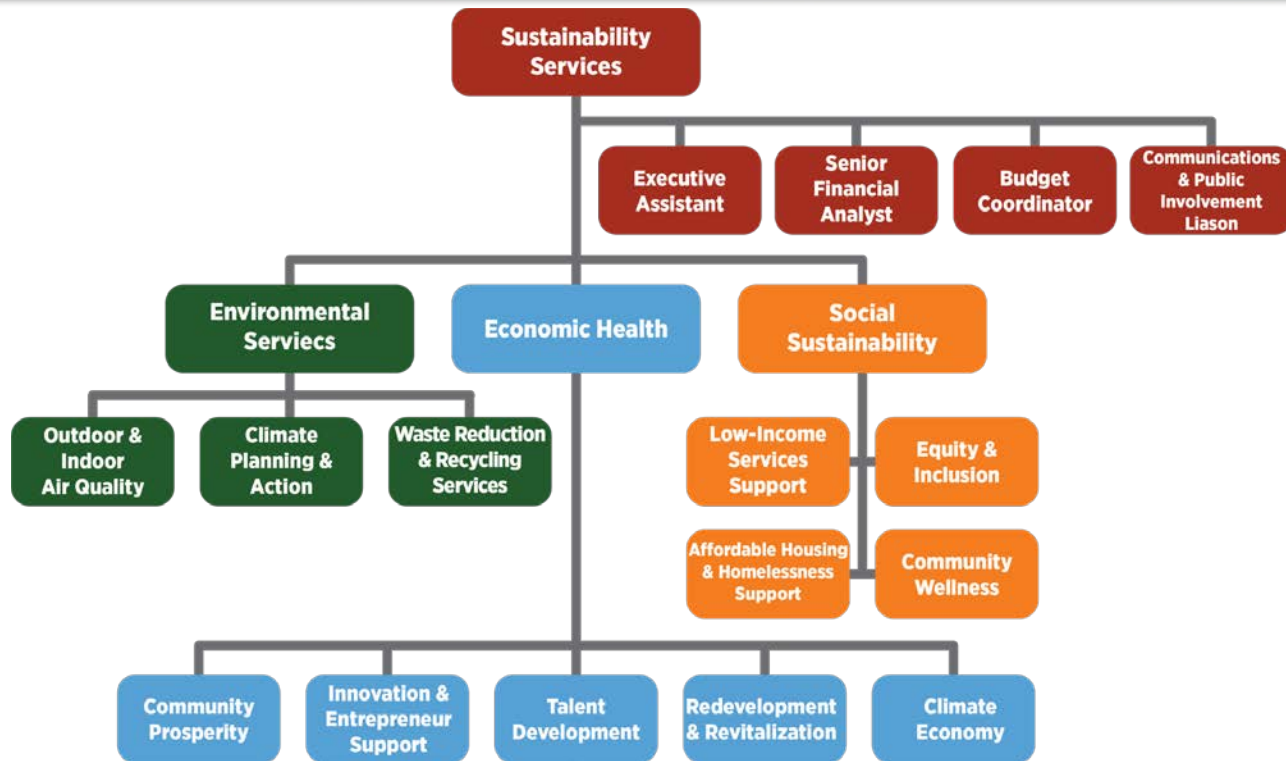 Sustainability
Services
Executive
Assistant
Senior
Financial
Analyst
Budget
Coordinator
Communications
& Public
Involvement
Liason
Environmental
Serviecs
Economic Health
Social
Sustainability
Outdoor &
Indoor
Air Quality
Climate
Planning &
Action
Waste Reduction
& Recycling
Services
Low-Income
Services
Support
Equity &
Inclusion
Affordable Housing
& Homelessness
Support
Community
Wellness
Community
Prosperity
Innovation &
Entrepreneur
Support
Talent
Development
Redevelopment
& Revitalization
Climate
Economy